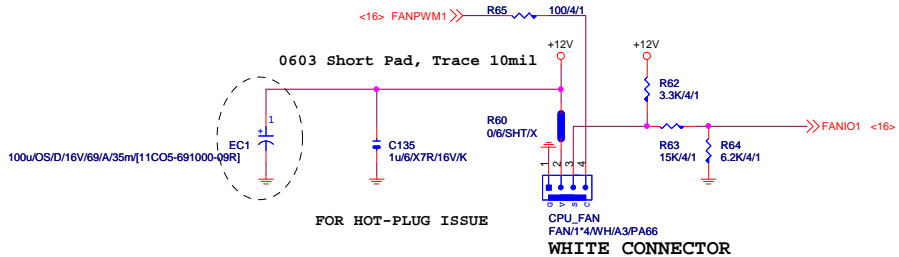 <16> FANPWM1
R65
100/4/1
+12V
+12V
0603 Short Pad, Trace 10mil
R62
3.3K/4/1
1
+
EC1
100u/OS/D/16V/69/A/35m/[11CO5-691000-09R]
C135
1u/6/X7R/16V/K
R60
0/6/SHT/X
R63
15K/4/1
R64
6.2K/4/1
FANIO1 <16>
1 2 3 4
G V S C
FOR HOT-PLUG ISSUE
CPU_FAN
FAN/1*4/WH/A3/PA66
WHITE CONNECTOR